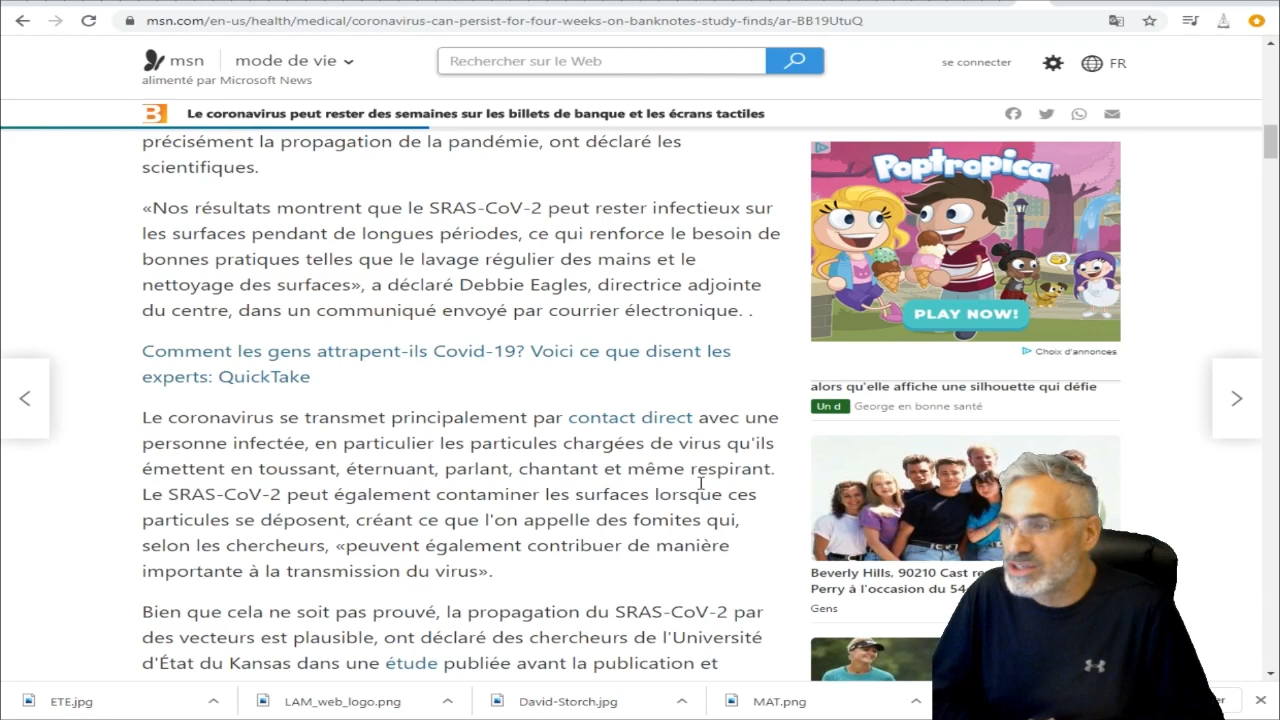 msn.com/en-us/health/medical/coronavirus-can-persist-for-four-weeks-on-banknotes-study-finds/ar-BB19UtuQ
msn mode de vie
alimenté par Microsoft News
Rechercher sur le Web
se connecter
FR
B Le coronavirus peut rester des semaines sur les billets de banque et les écrans tactiles
précisément la propagation de la pandémie, ont déclaré les
scientifiques.
«Nos résultats montrent que le SRAS-CoV-2 peut rester infectieux sur
les surfaces pendant de longues périodes, ce qui renforce le besoin de
bonnes pratiques telles que le lavage régulier des mains et le
nettoyage des surfaces», a déclaré Debbie Eagles, directrice adjointe
du centre, dans un communiqué envoyé par courrier électronique. .
Comment les gens attrapent-ils Covid-19? Voici ce que disent les
experts: QuickTake
Le coronavirus se transmet principalement par contact direct avec une
personne infectée, en particulier les particules chargées de virus qu'ils
émettent en toussant, éternuant, parlant, chantant et même respirant.
Le SRAS-CoV-2 peut également contaminer les surfaces lorsque ces
particules se déposent, créant ce que l'on appelle des fomites qui,
selon les chercheurs, «peuvent également contribuer de manière
importante à la transmission du virus».
Bien que cela ne soit pas prouvé, la propagation du SRAS-CoV-2 par
des vecteurs est plausible, ont déclaré des chercheurs de l'Université
d'État du Kansas dans une étude publiée avant la publication et
Poptropica
PLAY NOW!
Choix d'annonces
alors qu'elle affiche une silhouette qui défie
Un d George en bonne santé
Beverly Hills, 90210 Cast
Perry à l'occasion du
Gens
ETE.jpg
LAM_web_logo.png
David-Storch.jpg
MAT.png